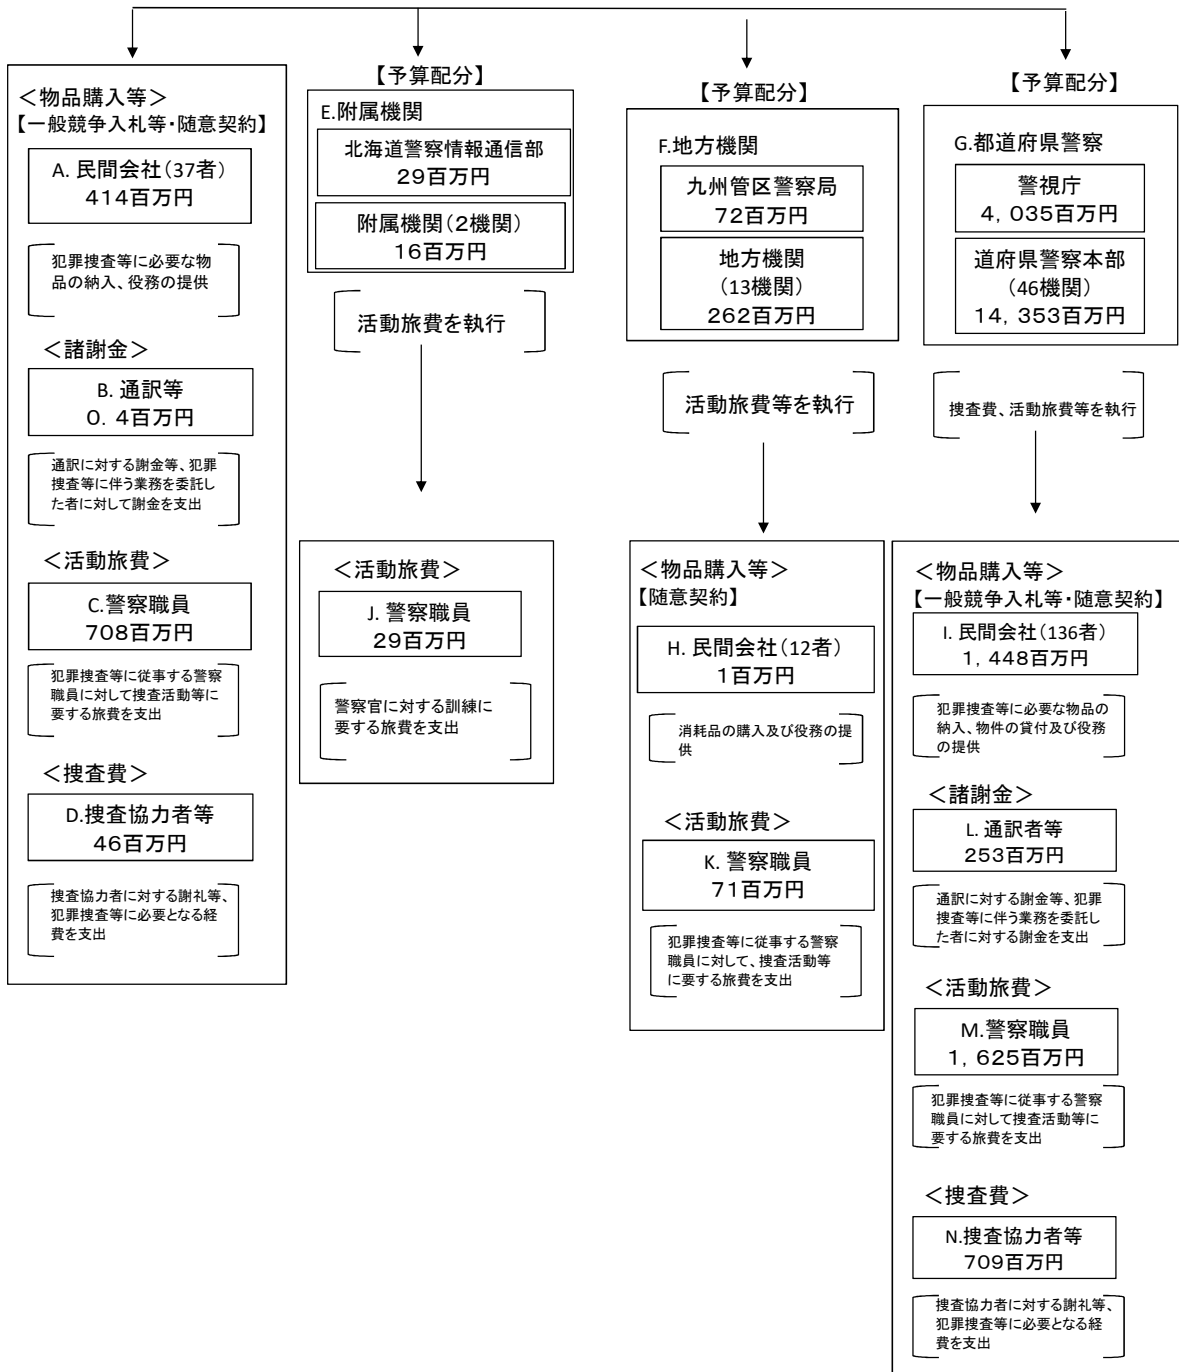 ＜物品購入等＞
【一般競争入札等・随意契約】
A. 民間会社（37者）
４１４百万円
犯罪捜査等に必要な物
品の納入、役務の提供
＜諸謝金＞
B. 通訳等
０．４百万円
通訳に対する謝金等、犯罪
捜査等に伴う業務を委託し
た者に対して謝金を支出
＜活動旅費＞
C.警察職員
７０８百万円
犯罪捜査等に従事する警察
職員に対して捜査活動等に
要する旅費を支出
＜捜査費＞
D.捜査協力者等
４６百万円
捜査協力者に対する謝礼等、
犯罪捜査等に必要となる経
費を支出
【予算配分】
E.附属機関
北海道警察情報通信部
２９百万円
附属機関（２機関）
１６百万円
活動旅費を執行
＜活動旅費＞
J. 警察職員
２９百万円
警察官に対する訓練に
要する旅費を支出
【予算配分】
F.地方機関
九州管区警察局
７２百万円
地方機関
（13機関）
２６２百万円
活動旅費等を執行
＜物品購入等＞
【随意契約】
H. 民間会社（12者）
１百万円
消耗品の購入及び役務の提
供
＜活動旅費＞
K. 警察職員
７１百万円
犯罪捜査等に従事する警察
職員に対して、捜査活動等
に要する旅費を支出
【予算配分】
G.都道府県警察
警視庁
４，０３５百万円
道府県警察本部
（46機関）
１４，３５３百万円
捜査費、活動旅費等を執行
＜物品購入等＞
【一般競争入札等・随意契約】
I. 民間会社（136者）
１，４４８百万円
犯罪捜査等に必要な物品の
納入、物件の貸付及び役務
の提供
＜諸謝金＞
L. 通訳者等
２５３百万円
通訳に対する謝金等、犯罪
捜査等に伴う業務を委託し
た者に対する謝金を支出
＜活動旅費＞
M.警察職員
１，６２５百万円
犯罪捜査等に従事する警察
職員に対して捜査活動等に
要する旅費を支出
＜捜査費＞
N.捜査協力者等
７０９百万円
捜査協力者に対する謝礼等、
犯罪捜査等に必要となる経
費を支出